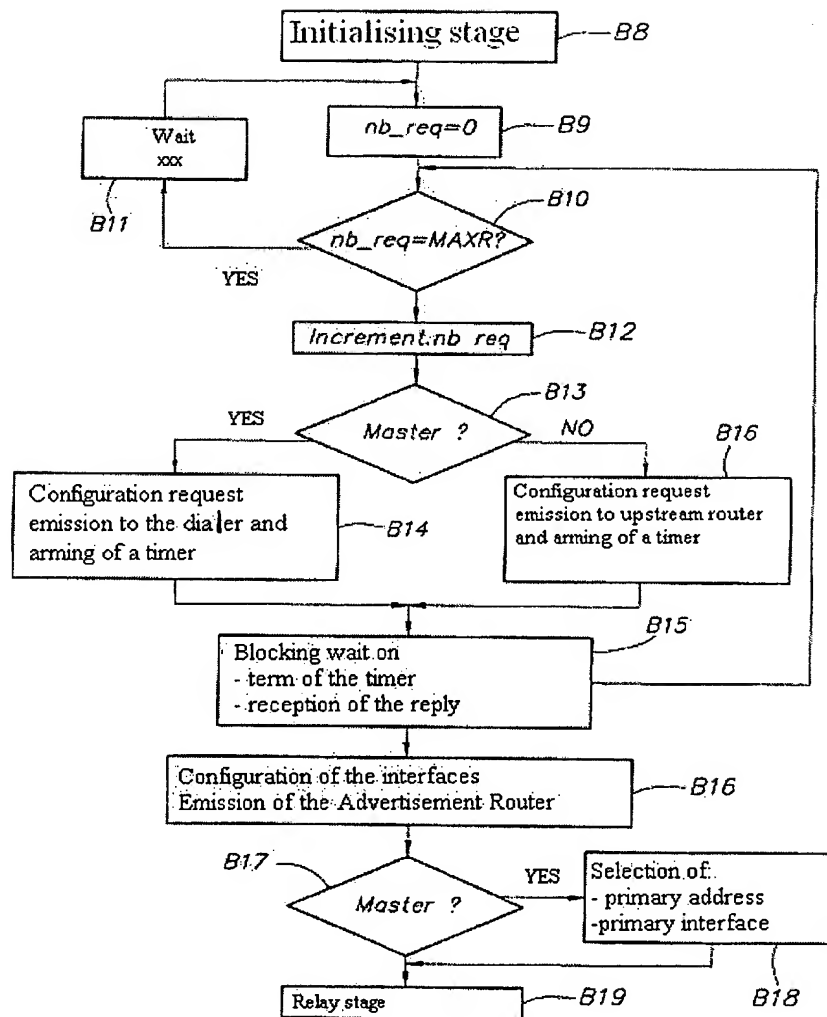 Initialising stage
B8
nb_req=0
B9
Wait
xxx
B11
B10
nb_req=MAXR?
YES
Increment nb req
B12
B13
YES
Master ?
NO
B16
Configuration request
emission to the dialer and
arming of a timer
B14
Configuration request
emission to upstream router
and arming of a timer
B15
Blocking wait on
- term of the timer
- reception of the reply
Configuration of the interfaces
Emission of the Advertisement Router
B16
B17
Master ?
YES
Selection of:
- primary address
-primary interface
B18
Relay stage
B19